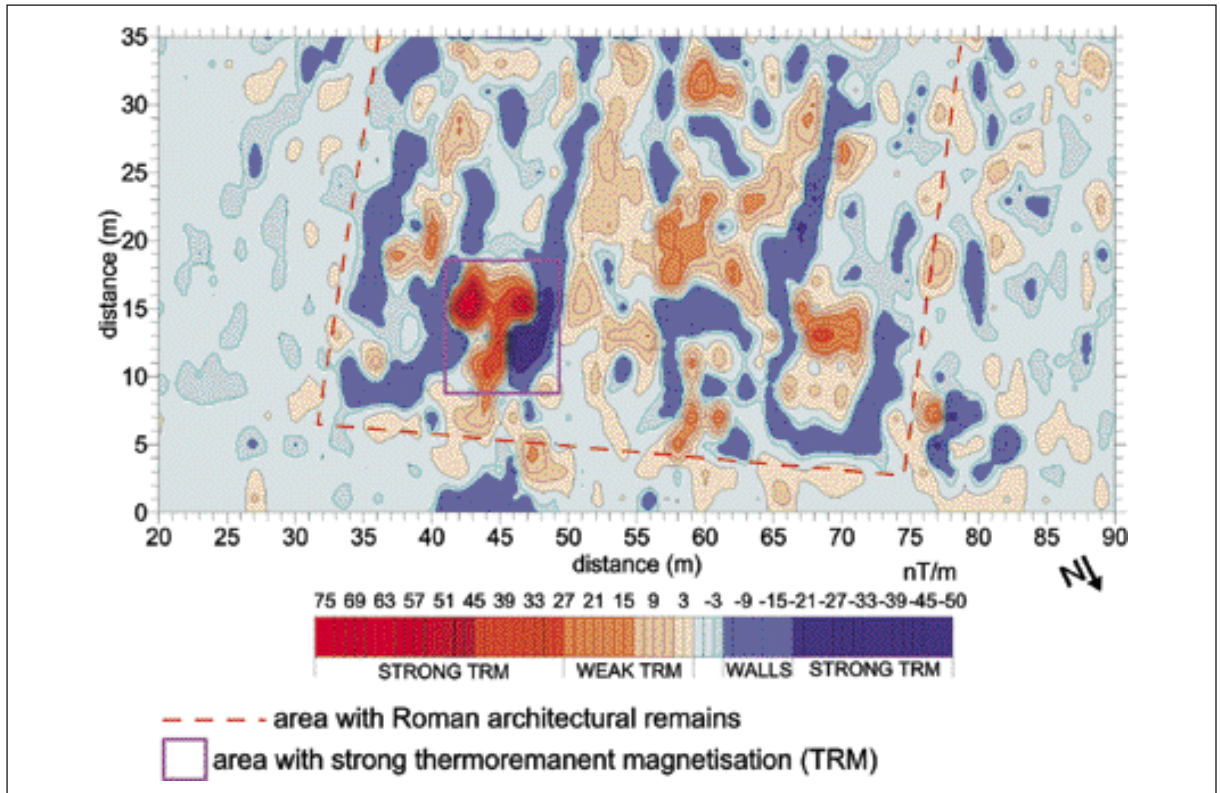 35
30
25
20
15
10
5
0
distance (m)
20 25 30 35 40 45 50 55 60 65 70 75 80 85 90
distance (m)
nT/m
N
75 69 63 57 51 45 39 33 27 21 15 9 3 -3 -9 -15 -21 -27 -33 -39 -45 -50
STRONG TRM WEAK TRM WALLS STRONG TRM
area with Roman architectural remains
area with strong thermoremanent magnetisation (TRM)